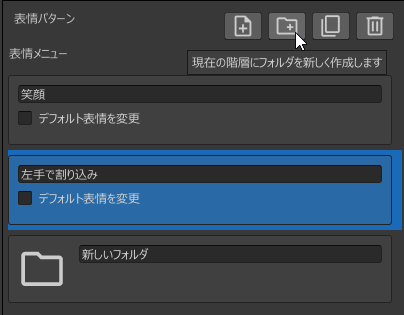 表情パターン
表情メニュー
現在の階層にフォルダを新しく作成します
笑顔
デフォルト表情を変更
左手で割り込み
デフォルト表情を変更
新しいフォルダ